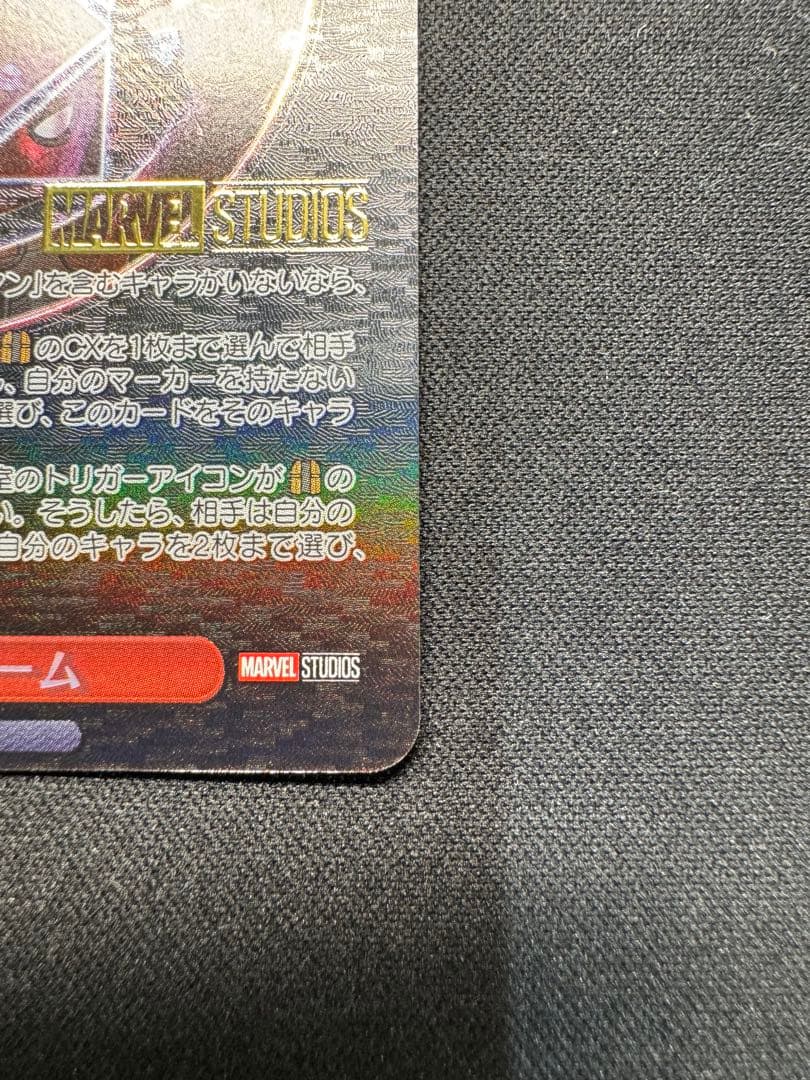 MARVEL STUDIOS
ン」を含むキャラがいないなら、
のCXを1枚まで選んで相手
、自分のマーカーを持たない
選び、このカードをそのキャラ
室のトリガーアイコンが の
い。そうしたら、相手は自分の
自分のキャラを2枚まで選び、
ーム
MARVEL STUDIOS